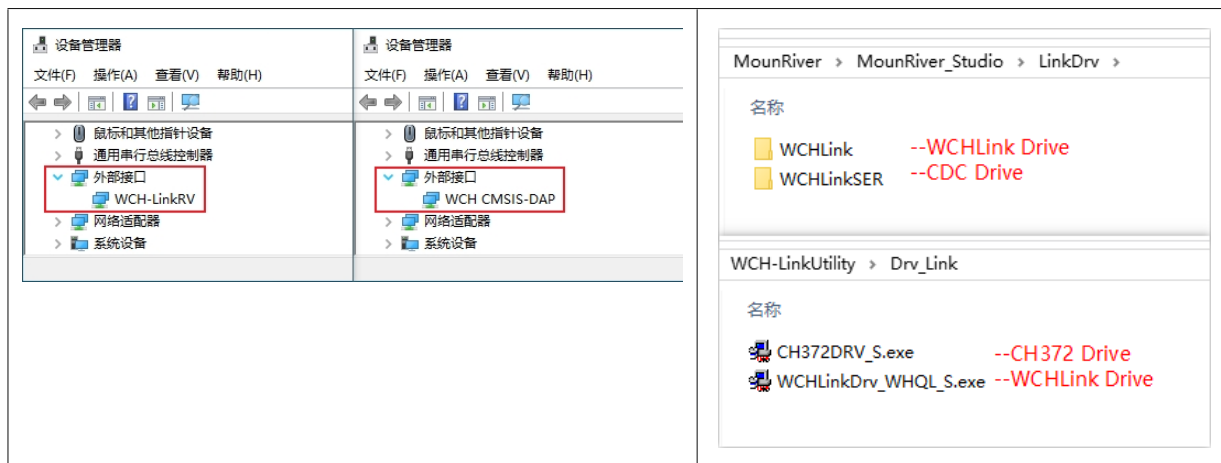 设备管理器
文件(F) 操作(A) 查看(V) 帮助(H)
鼠标和其他指针设备
通用串行总线控制器
外部接口
WCH-LinkRV
网络适配器
系统设备
设备管理器
文件(F) 操作(A) 查看(V) 帮助(H)
鼠标和其他指针设备
通用串行总线控制器
外部接口
WCH CMSIS-DAP
网络适配器
系统设备
MounRiver > MounRiver_Studio > LinkDrv >
名称
WCHLink --WCHLink Drive
WCHLinkSER --CDC Drive
WCH-LinkUtility > Drv_Link
名称
CH372DRV_S.exe --CH372 Drive
WCHLinkDrv_WHQL_S.exe --WCHLink Drive